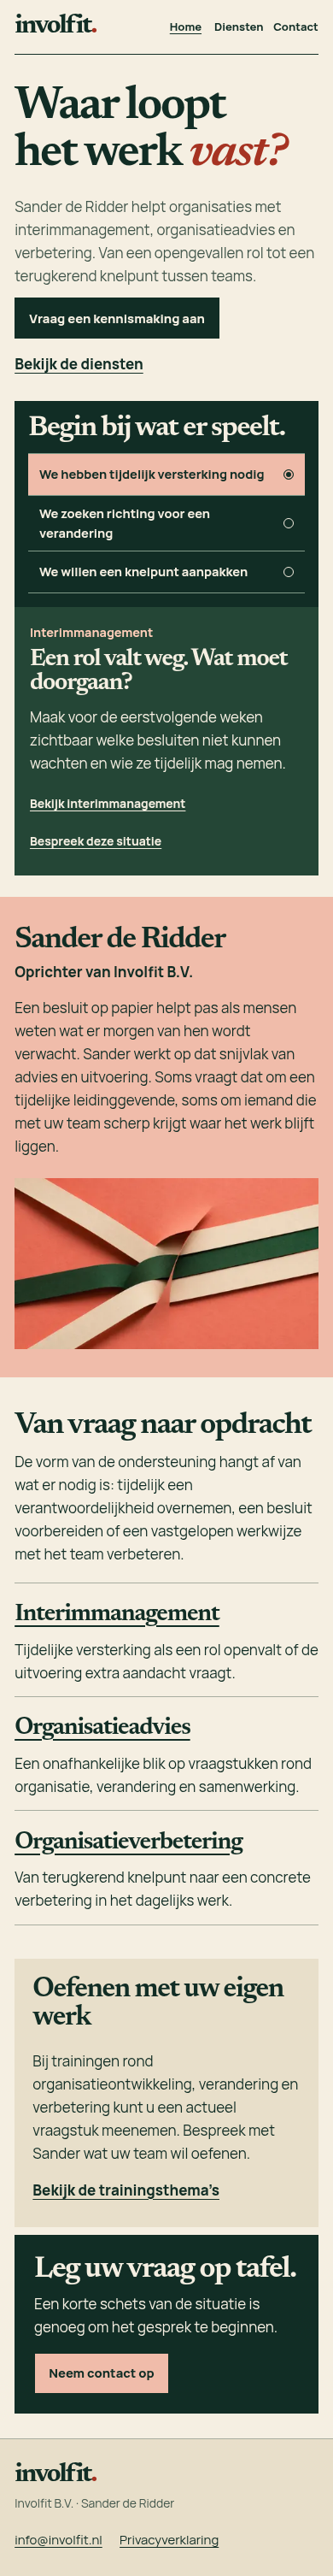 involfit.
Home Diensten Contact
Waar loopt
het werk vast?
Sander de Ridder helpt organisaties met
interimmanagement, organisatieadvies en
verbetering. Van een opengevallen rol tot een
terugkerend knelpunt tussen teams.
Vraag een kennismaking aan
Bekijk de diensten
Begin bij wat er speelt.
We hebben tijdelijk versterking nodig
We zoeken richting voor een
verandering
We willen een knelpunt aanpakken
Interimmanagement
Een rol valt weg. Wat moet
doorgaan?
Maak voor de eerstvolgende weken
zichtbaar welke besluiten niet kunnen
wachten en wie ze tijdelijk mag nemen.
Bekijk interimmanagement
Bespreek deze situatie
Sander de Ridder
Oprichter van Involfit B.V.
Een besluit op papier helpt pas als mensen
weten wat er morgen van hen wordt
verwacht. Sander werkt op dat snijvlak van
advies en uitvoering. Soms vraagt dat om een
tijdelijke leidinggevende, soms om iemand die
met uw team scherp krijgt waar het werk blijft
liggen.
Van vraag naar opdracht
De vorm van de ondersteuning hangt af van
wat er nodig is: tijdelijk een
verantwoordelijkheid overnemen, een besluit
voorbereiden of een vastgelopen werkwijze
met het team verbeteren.
Interimmanagement
Tijdelijke versterking als een rol openvalt of de
uitvoering extra aandacht vraagt.
Organisatieadvies
Een onafhankelijke blik op vraagstukken rond
organisatie, verandering en samenwerking.
Organisatieverbetering
Van terugkerend knelpunt naar een concrete
verbetering in het dagelijks werk.
Oefenen met uw eigen
werk
Bij trainingen rond
organisatieontwikkeling, verandering en
verbetering kunt u een actueel
vraagstuk meenemen. Bespreek met
Sander wat uw team wil oefenen.
Bekijk de trainingsthema's
Leg uw vraag op tafel.
Een korte schets van de situatie is
genoeg om het gesprek te beginnen.
Neem contact op
involfit.
Involfit B.V. · Sander de Ridder
info@involfit.nl Privacyverklaring